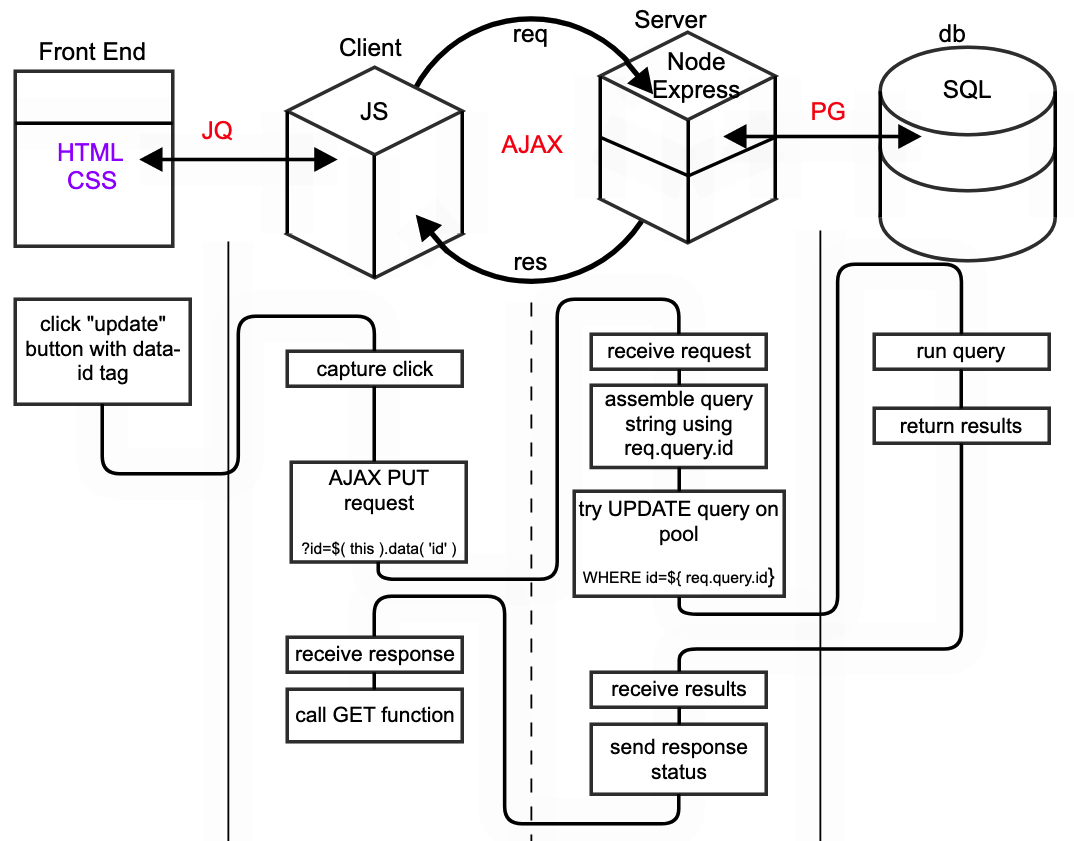 Front End
Client
req
Server
db
Node
Express
SQL
JS
JQ
HTML
CSS
AJAX
PG
res
click "update"
button with data-
id tag
capture click
AJAX PUT
request
?id=$( this ).data( 'id' )
receive response
call GET function
receive request
assemble query
string using
req.query.id
try UPDATE query on
pool
WHERE id=${ req.query.id}
receive results
send response
status
run query
return results